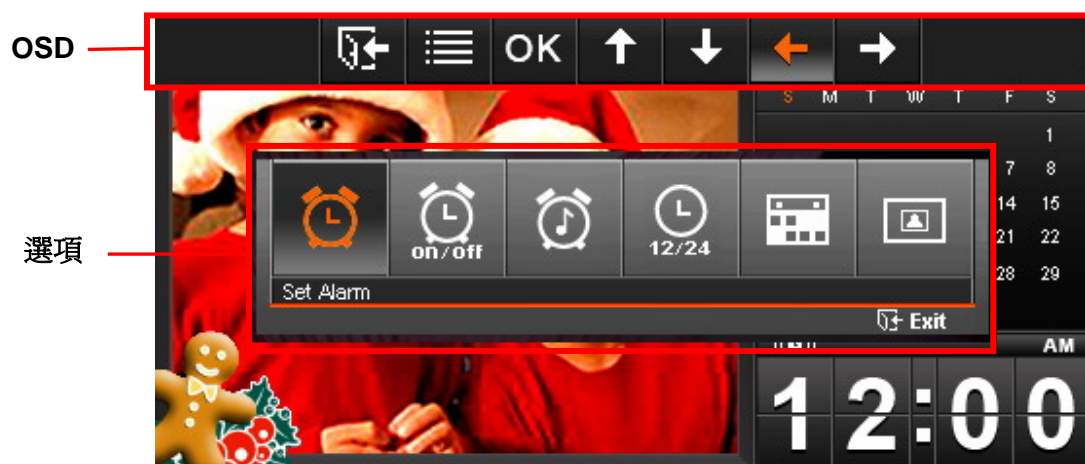 OSD
OK
S M T W T F S
1
7 8
14 15
on/off
12/24
選項
21 22
28 29
Set Alarm
Exit
AM
12:00